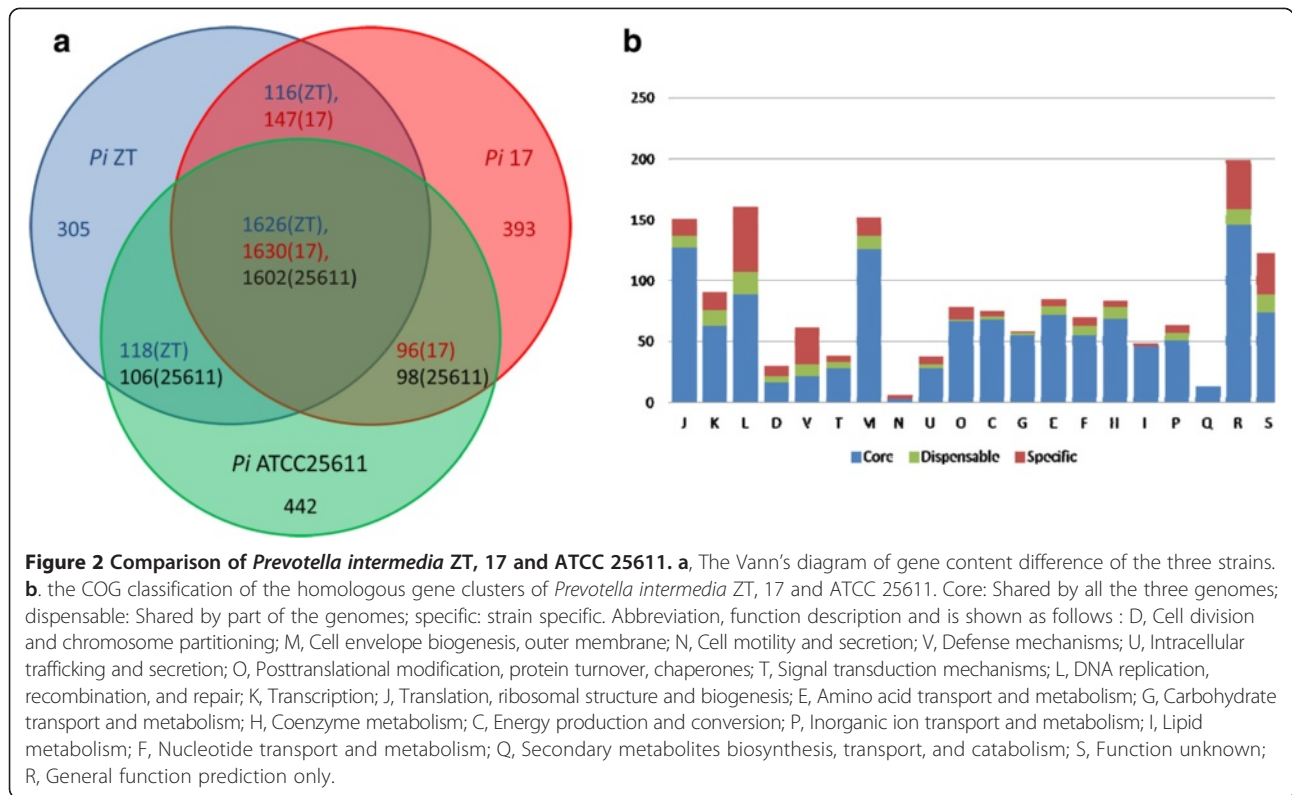 a
b
116(ZT),
147(17)
Pi ZT
Pi 17
305
1626(ZT),
1630(17),
1602(25611)
393
118(ZT)
106(25611)
96(17)
98(25611)
Pi ATCC25611
442
250
200
150
100
50
0
J K L D V T M N U O C G E F H I P Q R S
Core Dispensable Specific
Figure 2 Comparison of Prevotella intermedia ZT, 17 and ATCC 25611. a, The Vann's diagram of gene content difference of the three strains.
b. the COG classification of the homologous gene clusters of Prevotella intermedia ZT, 17 and ATCC 25611. Core: Shared by all the three genomes;
dispensable: Shared by part of the genomes; specific: strain specific. Abbreviation, function description and is shown as follows : D, Cell division
and chromosome partitioning; M, Cell envelope biogenesis, outer membrane; N, Cell motility and secretion; V, Defense mechanisms; U, Intracellular
trafficking and secretion; O, Posttranslational modification, protein turnover, chaperones; T, Signal transduction mechanisms; L, DNA replication,
recombination, and repair; K, Transcription; J, Translation, ribosomal structure and biogenesis; E, Amino acid transport and metabolism; G, Carbohydrate
transport and metabolism; H, Coenzyme metabolism; C, Energy production and conversion; P, Inorganic ion transport and metabolism; I, Lipid
metabolism; F, Nucleotide transport and metabolism; Q, Secondary metabolites biosynthesis, transport, and catabolism; S, Function unknown;
R, General function prediction only.